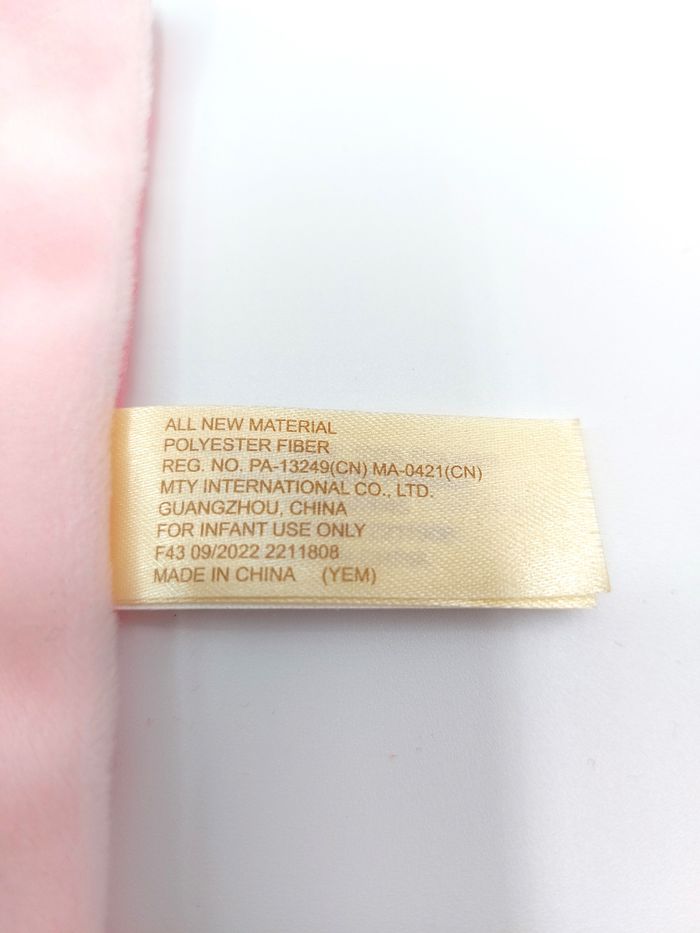 ALL NEW MATERIAL
POLYESTER FIBER
REG. NO. PA-13249(CN) MA-0421(CN)
MTY INTERNATIONAL CO., LTD.
GUANGZHOU, CHINA
FOR INFANT USE ONLY
F43 09/2022 2211808
MADE IN CHINA (YEM)